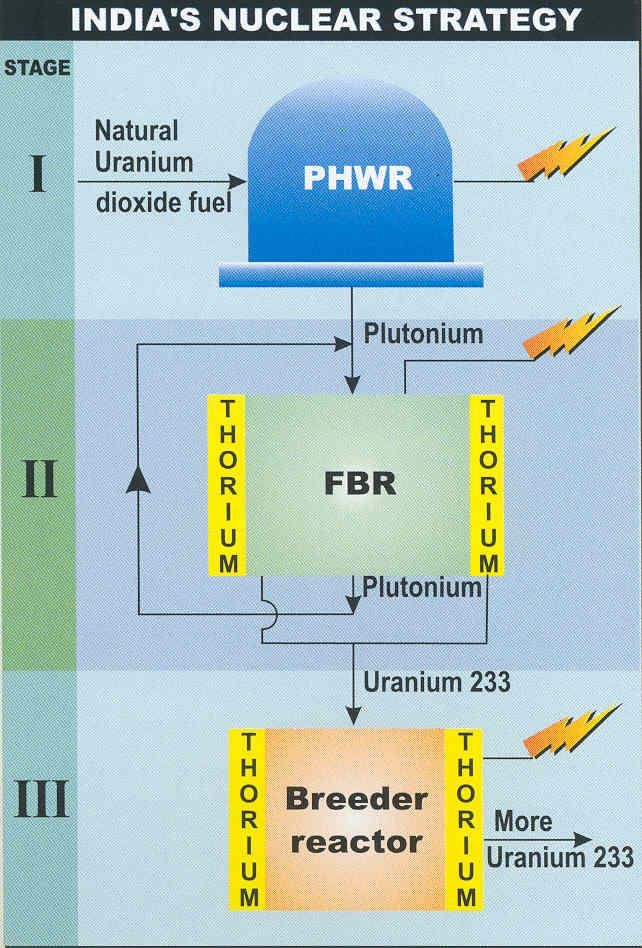 INDIA'S NUCLEAR STRATEGY
STAGE
I
Natural
Uranium
dioxide fuel
PHWR
Plutonium
II
THORIUM
FBR
THORIUM
Plutonium
Uranium 233
III
THORIUM
Breeder
reactor
THORIUM
More
Uranium 233